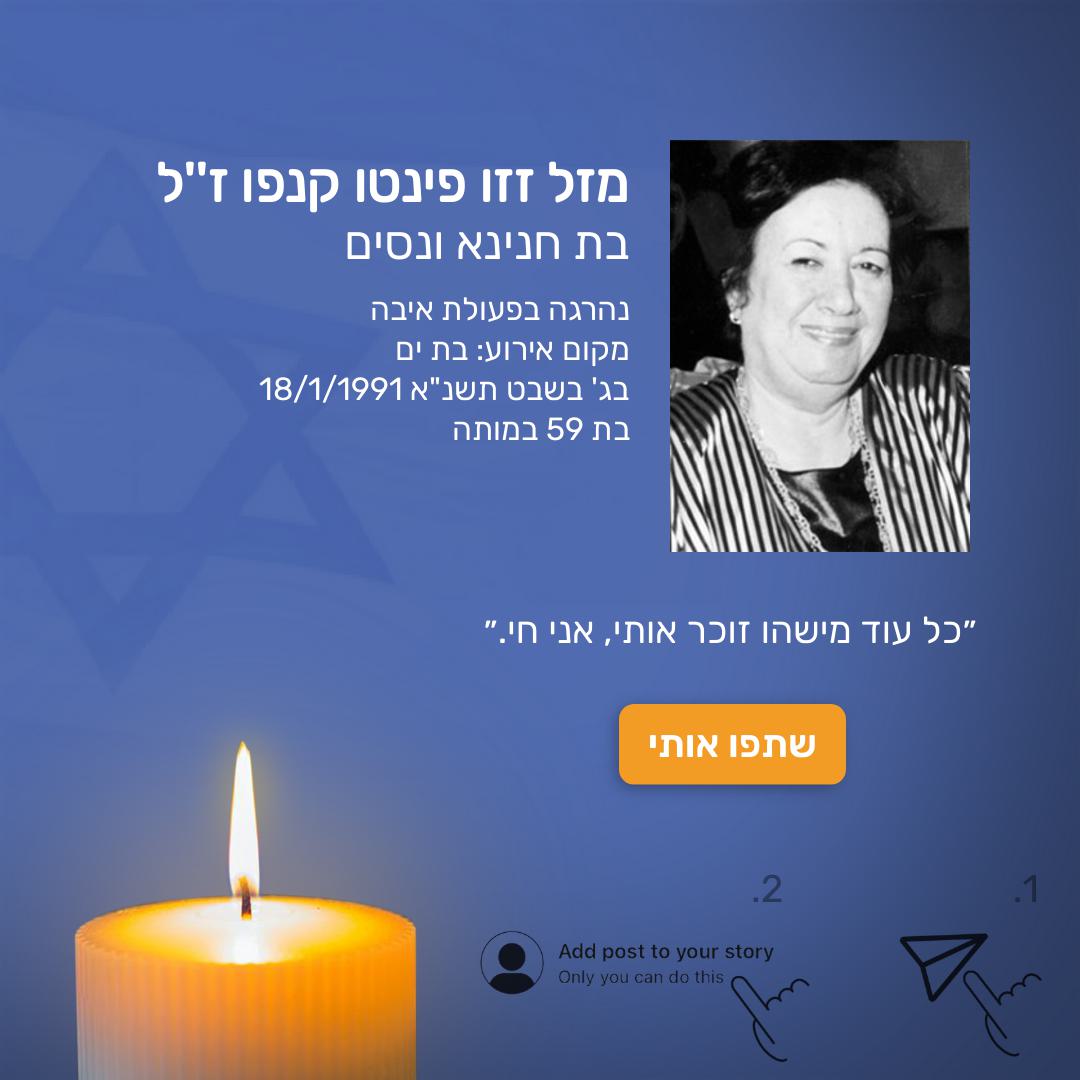 מזל זזו פינטו קנפו ז"ל
בת חנינא ונסים
נהרגה בפעולת איבה
מקום אירוע: בת ים
בג' בשבט תשנ"א 18/1/1991
בת 59 במותה
״כל עוד מישהו זוכר אותי, אני חי.״
שתפו אותי
1.
2.
Add post to your story
Only you can do this